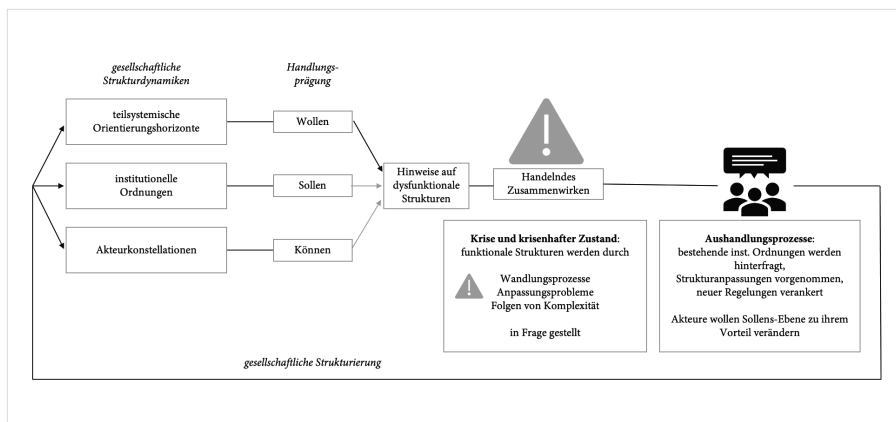 gesellschaftliche
Strukturdynamiken
Handlungs-
prägung
teilsystemische
Orientierungshorizonte
Wollen
institutionelle
Ordnungen
Sollen
Akteurkonstellationen
Können
Hinweise auf
dysfunktionale
Strukturen
Handelndes
Zusammenwirken
Krise und krisenhafter Zustand:
funktionale Strukturen werden durch
Wandlungsprozesse
Anpassungsprobleme
Folgen von Komplexität
in Frage gestellt
Aushandlungsprozesse:
bestehende inst. Ordnungen werden
hinterfragt,
Strukturanpassungen vorgenommen,
neuer Regelungen verankert
Akteure wollen Sollens-Ebene zu ihrem
Vorteil verändern
gesellschaftliche Strukturierung